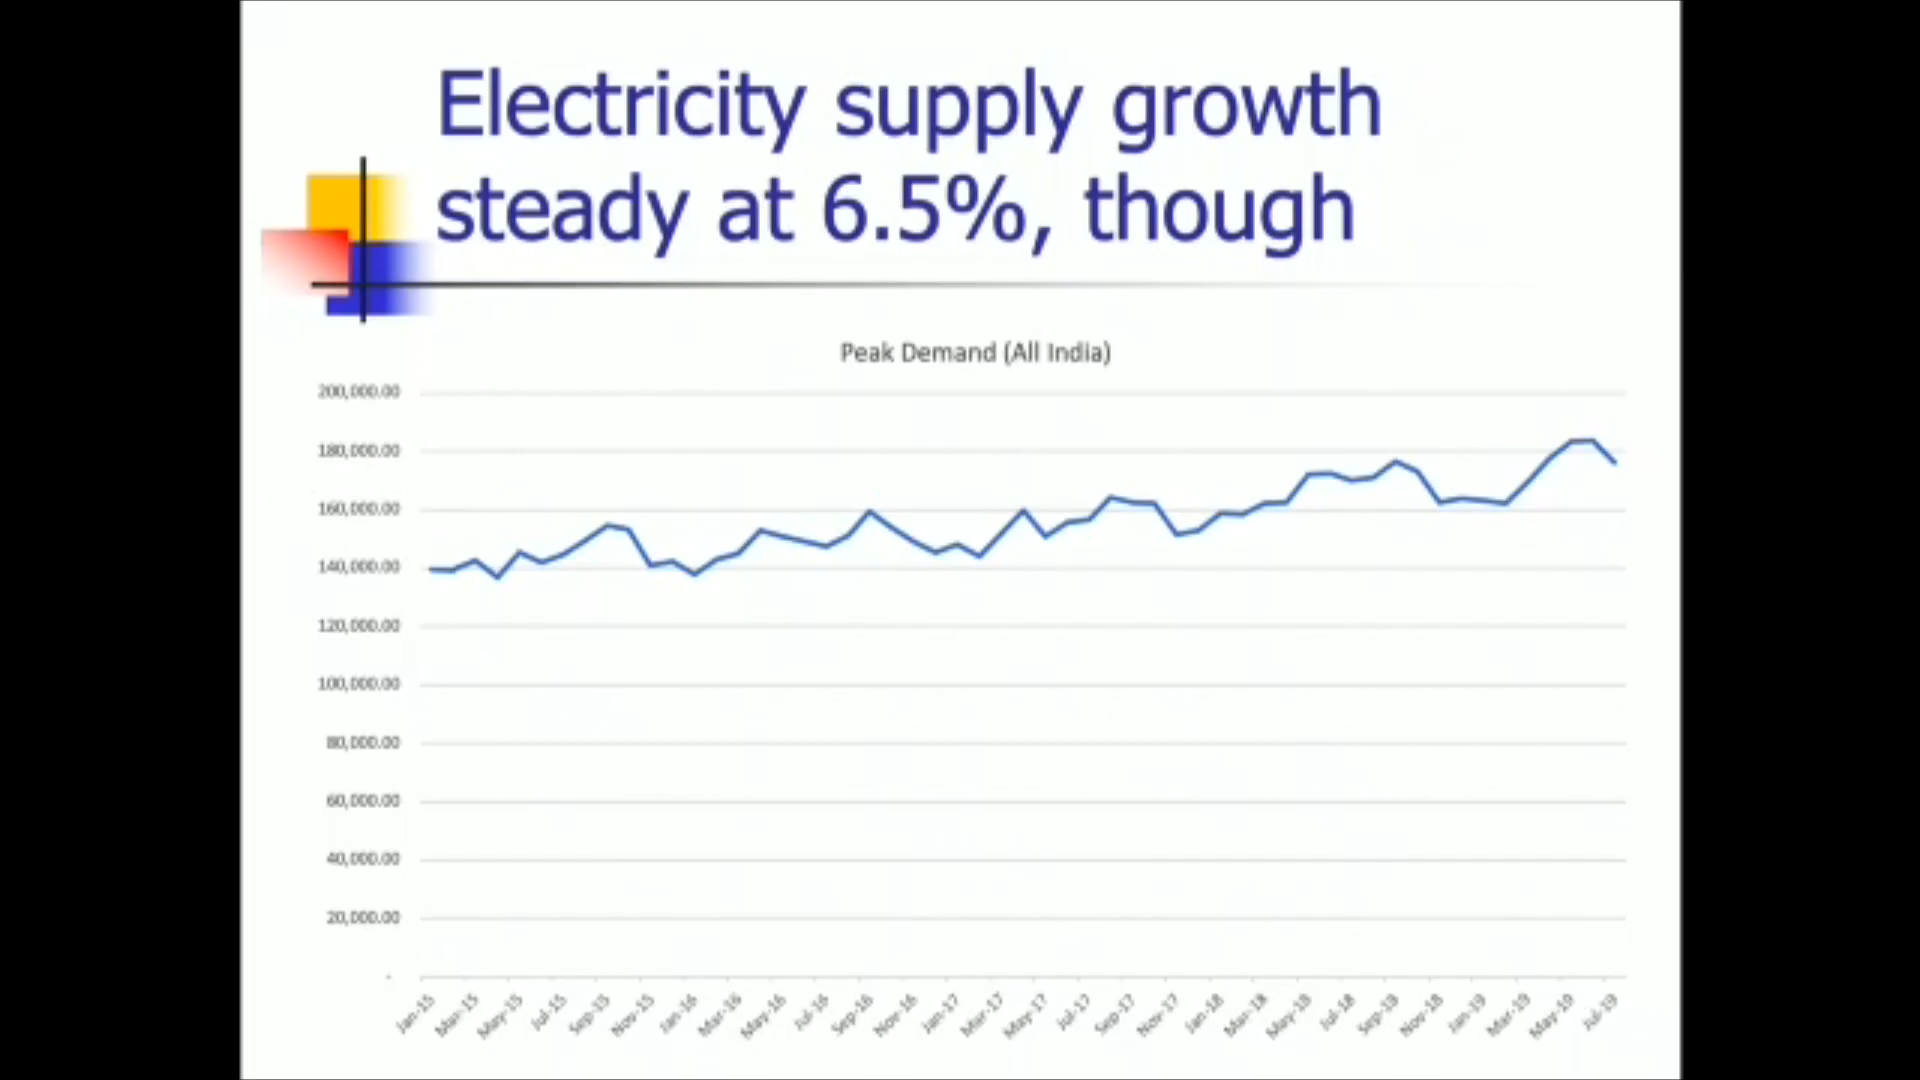 Electricity supply growth
steady at 6.5%, though
Peak Demand (All India)
200,000.00
180,000.00
160,000.00
140,000.00
120,000.00
100,000.00
80,000.00
60,000.00
40,000.00
20,000.00
-
Jan-15 Mar-15 May-15 Jul-15 Sep-15 Nov-15 Jan-16 Mar-16 May-16 Jul-16 Sep-16 Nov-16 Jan-17 Mar-17 May-17 Jul-17 Sep-17 Nov-17 Jan-18 Mar-18 May-18 Jul-18 Sep-18 Nov-18 Jan-19 Mar-19 May-19 Jul-19